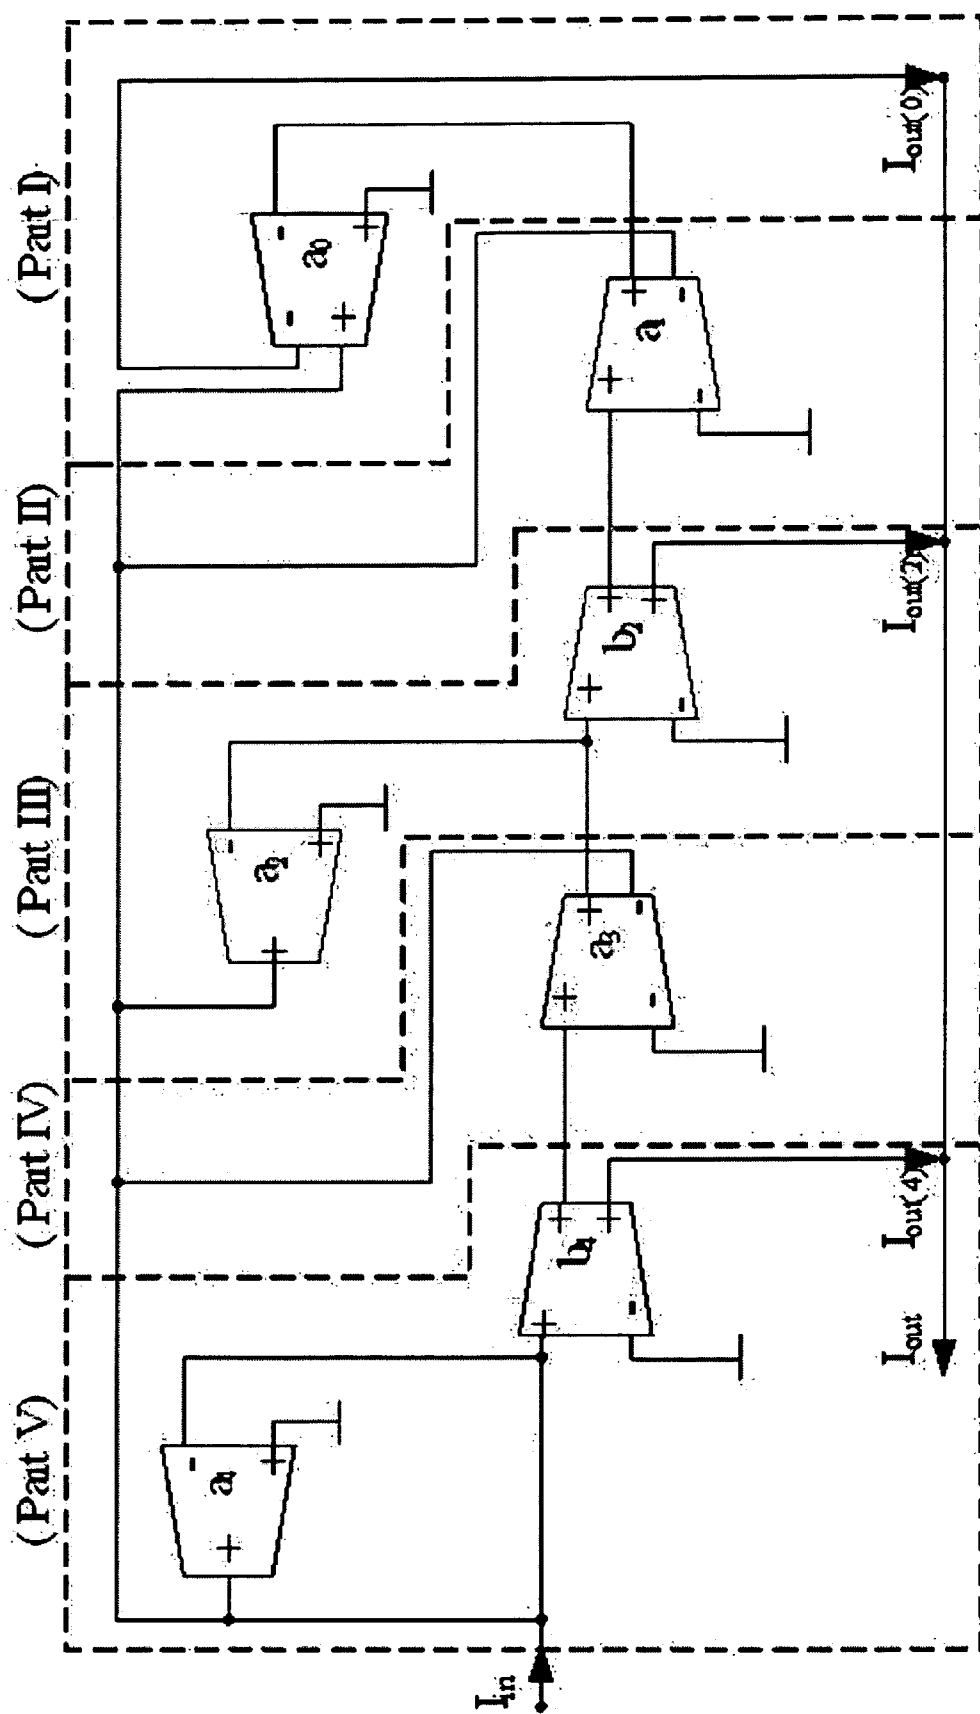 (Part I)
(Part II)
(Part III)
(Part IV)
(Part V)
- - + +
a0
+ + - -
a1
+ + + -
b2
- + +
a2
+ + - -
a3
+ + + -
b4
- + +
a4
Iout(0)
Iout(2)
Iout(4)
Iout
Iin